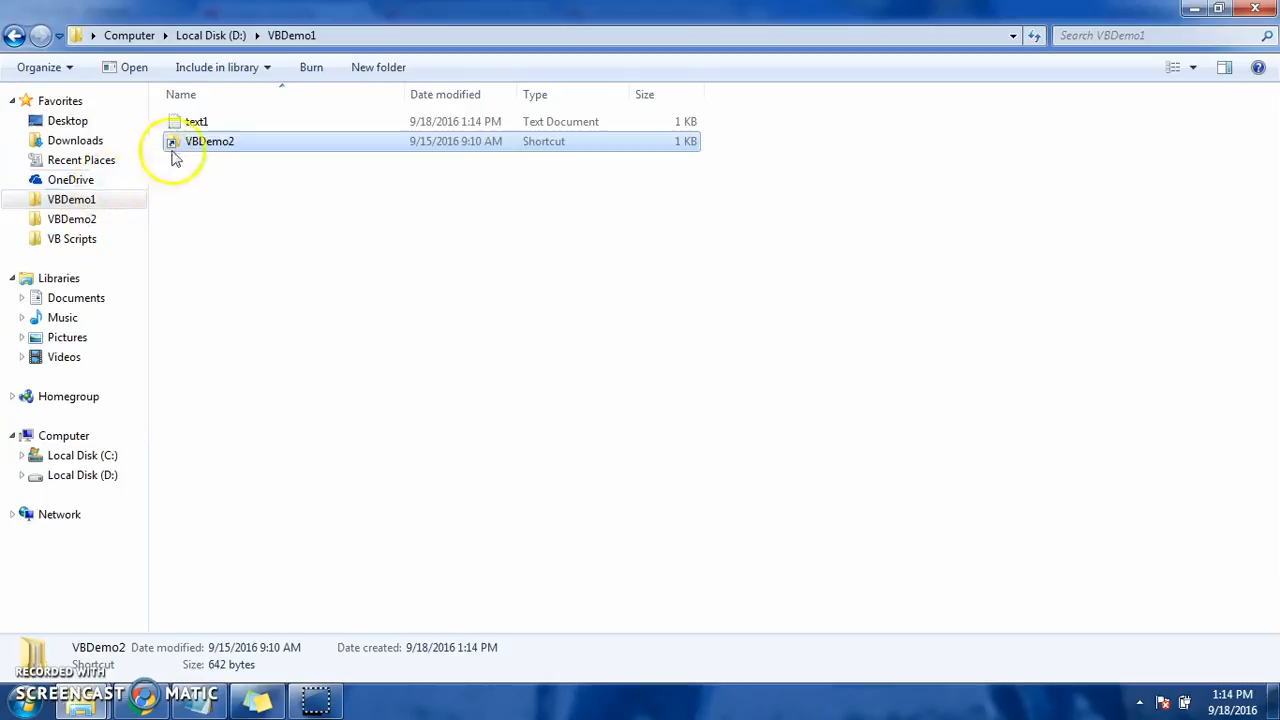 Computer Local Disk (D:) VBDemo1
Search VBDemo1
Organize Open Include in library Burn New folder
Name Date modified Type Size
text1 9/18/2016 1:14 PM Text Document 1 KB
VBDemo2 9/15/2016 9:10 AM Shortcut 1 KB
Favorites
Desktop
Downloads
Recent Places
OneDrive
VBDemo1
VBDemo2
VB Scripts
Libraries
Documents
Music
Pictures
Videos
Homegroup
Computer
Local Disk (C:)
Local Disk (D:)
Network
VBDemo2 Date modified: 9/15/2016 9:10 AM Date created: 9/18/2016 1:14 PM
Shortcut Size: 642 bytes
RECORDED WITH
SCREENCAST MATIC
1:14 PM
9/18/2016